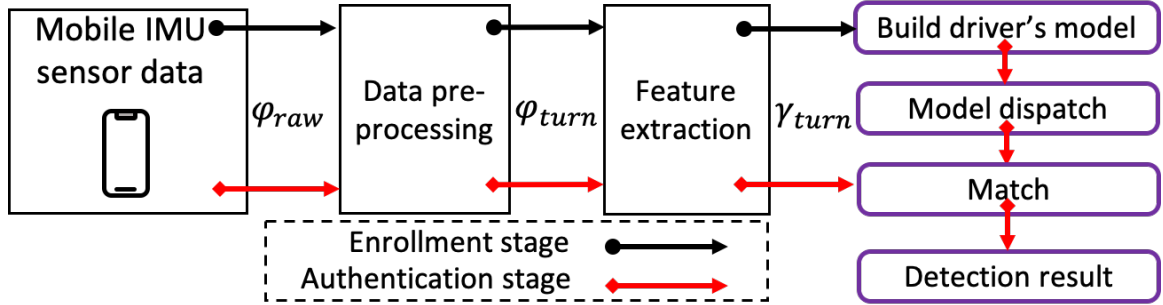 Mobile IMU
sensor data
φraw
Data pre-
processing
φturn
Feature
extraction
γturn
Build driver's model
Model dispatch
Match
Detection result
Enrollment stage
Authentication stage